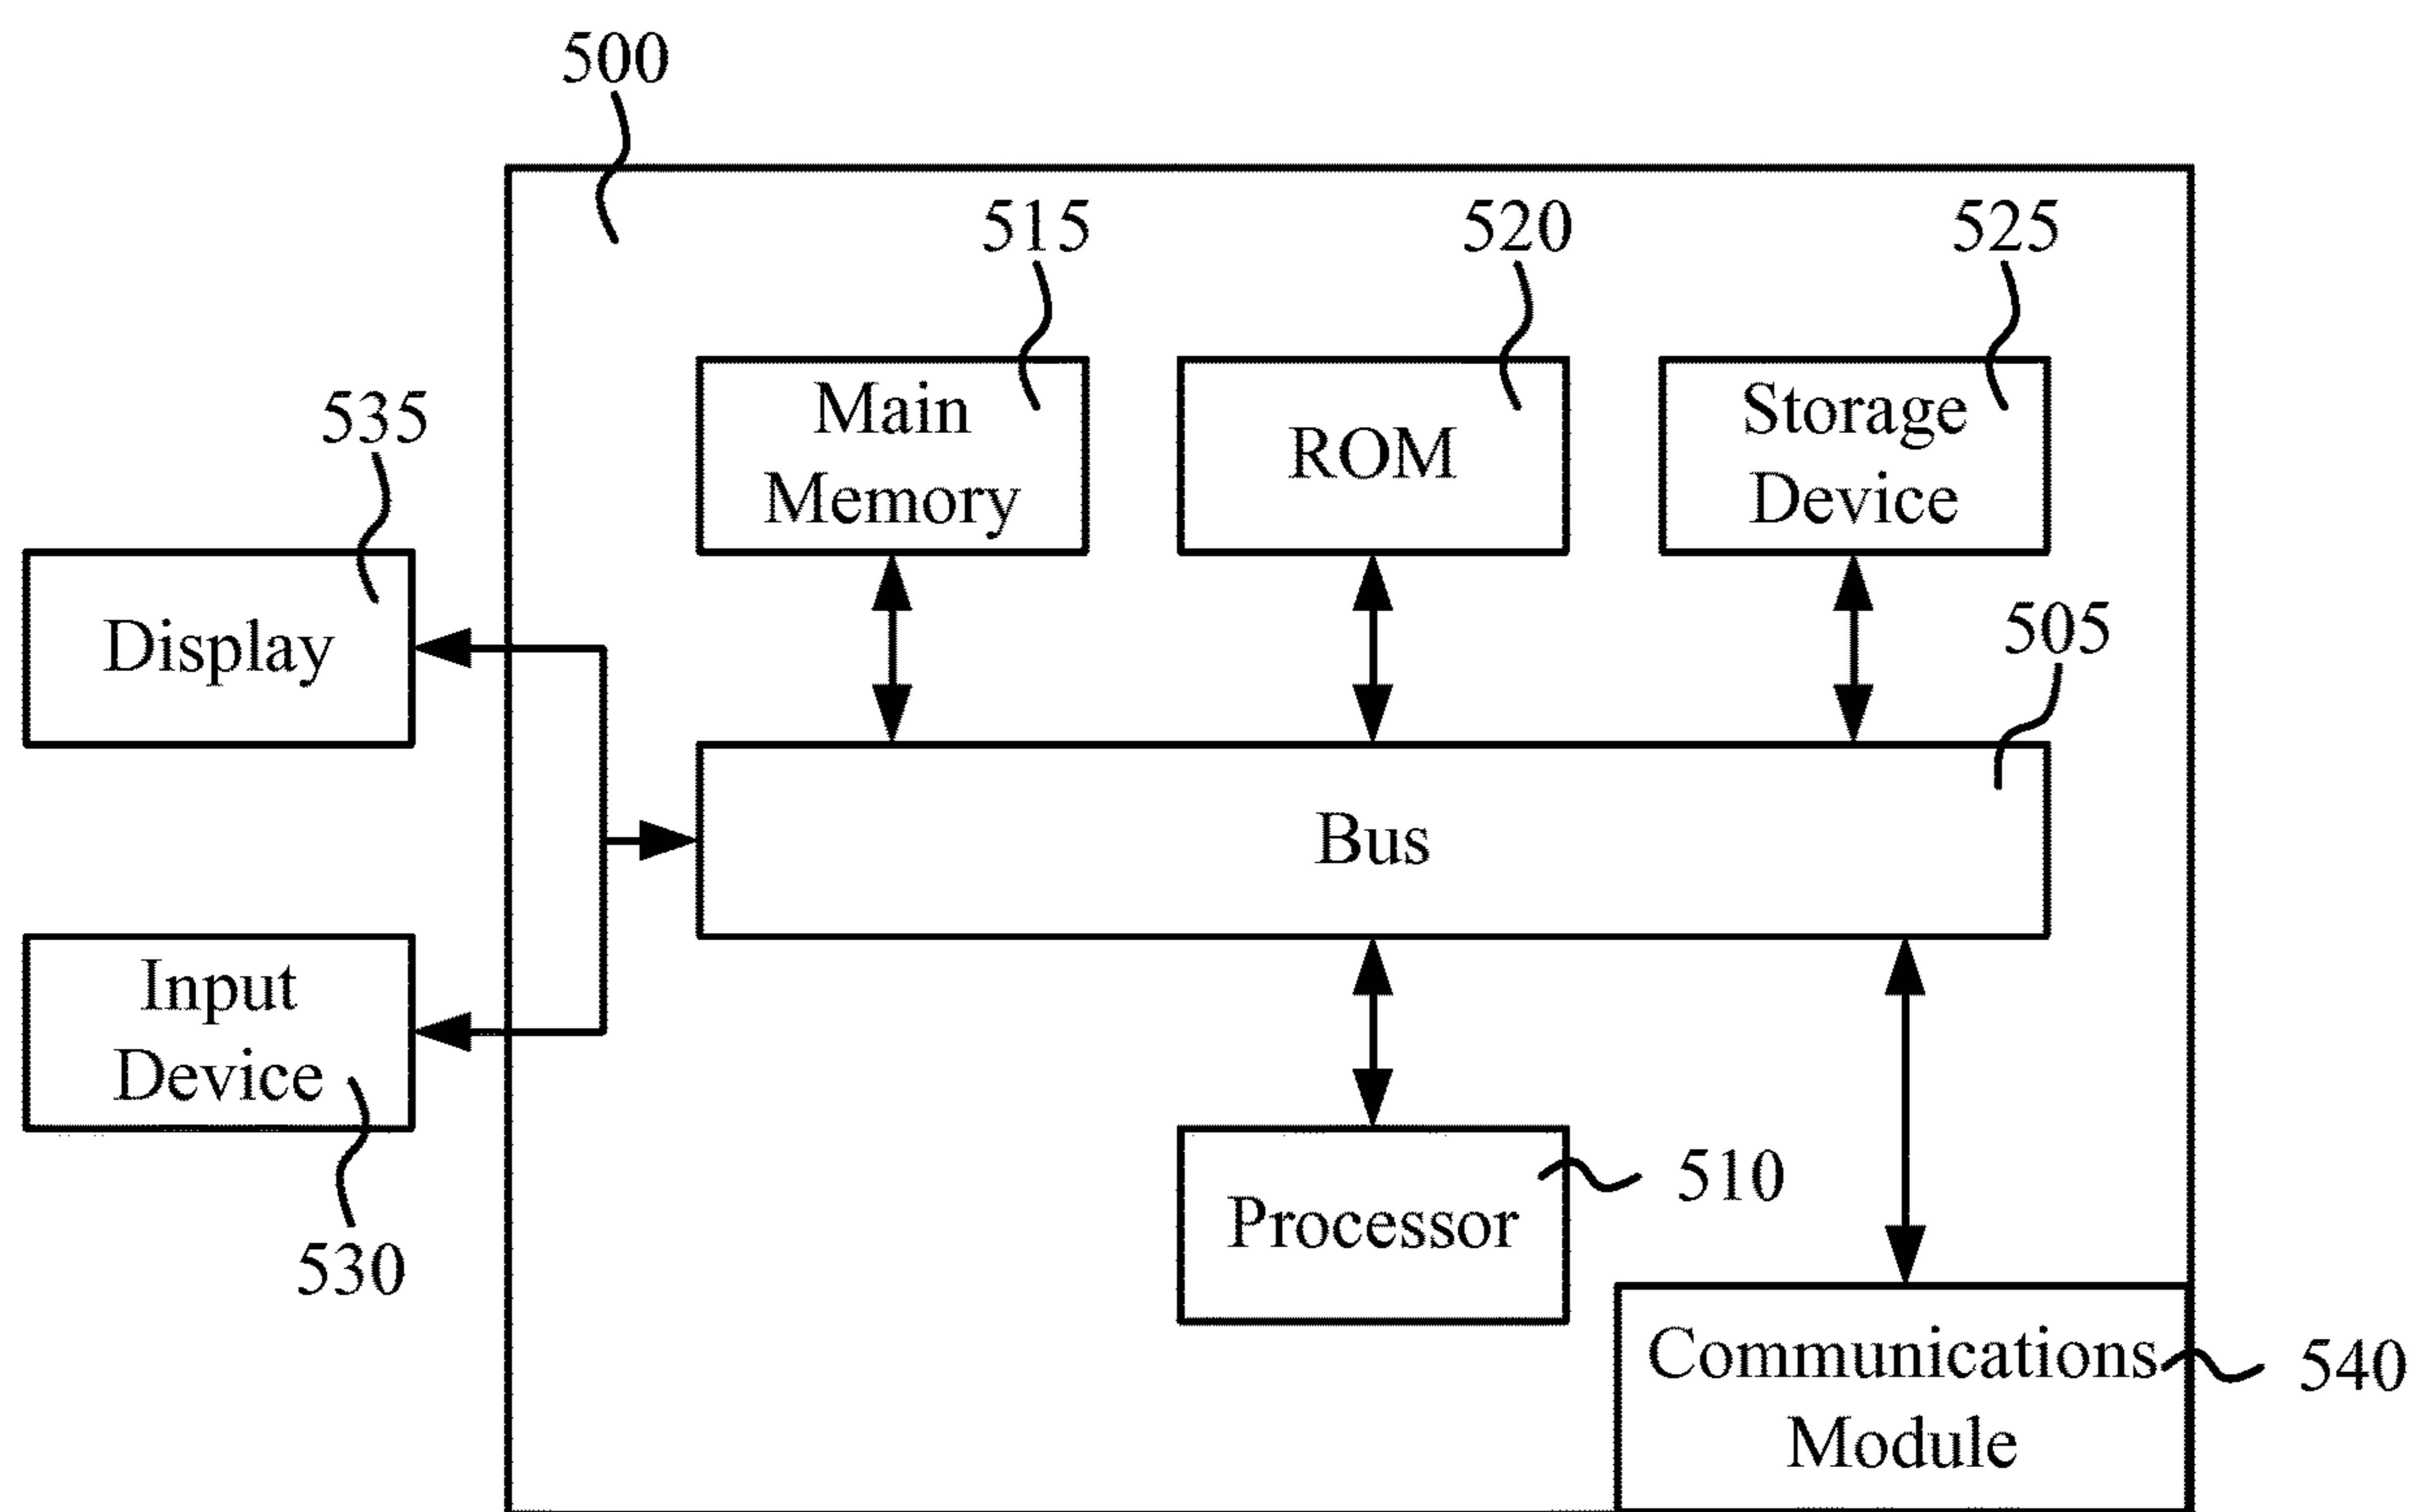 500
515
520
525
Main
Memory
ROM
Storage
Device
535
Display
505
Bus
Input
Device
530
Processor
510
Communications
Module
540